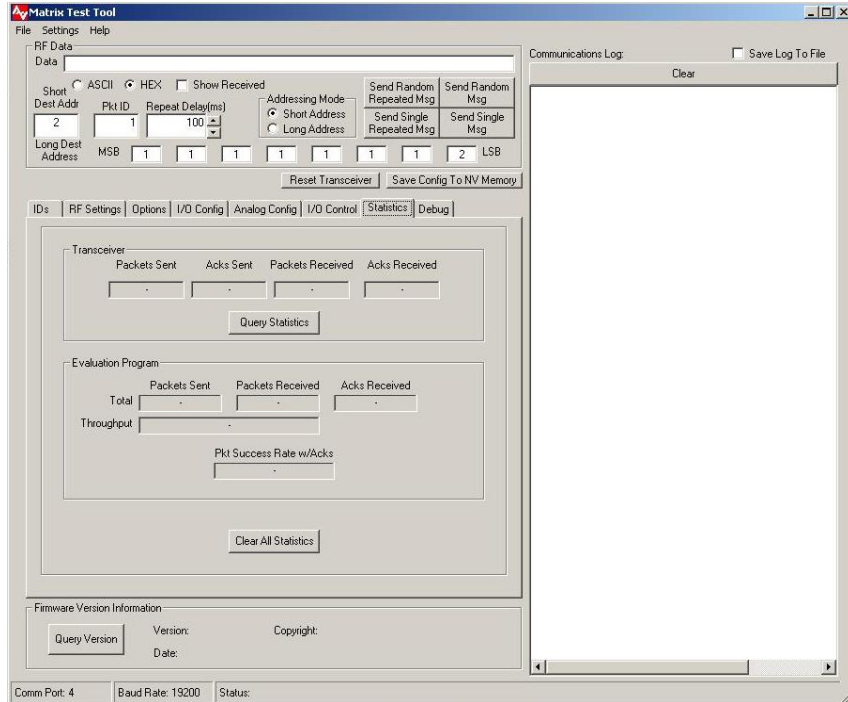 Matrix Test Tool
File Settings Help
RF Data
Data
ASCII HEX Show Received
Short Dest Addr
Pkt ID
Repeat Delay(ms)
2
1
100
Addressing Mode
Short Address
Long Address
Send Random Repeated Msg
Send Random Msg
Send Single Repeated Msg
Send Single Msg
Long Dest Address
MSB 1 1 1 1 1 1 1 2 LSB
Reset Transceiver
Save Config To NV Memory
IDs RF Settings Options I/O Config Analog Config I/O Control Statistics Debug
Transceiver
Packets Sent Acks Sent Packets Received Acks Received
- - - -
Query Statistics
Evaluation Program
Packets Sent Packets Received Acks Received
Total - - -
Throughput -
Pkt Success Rate w/Acks
-
Clear All Statistics
Firmware Version Information
Query Version
Version: Copyright:
Date:
Communications Log: Save Log To File
Clear
Comm Port: 4 Baud Rate: 19200 Status: